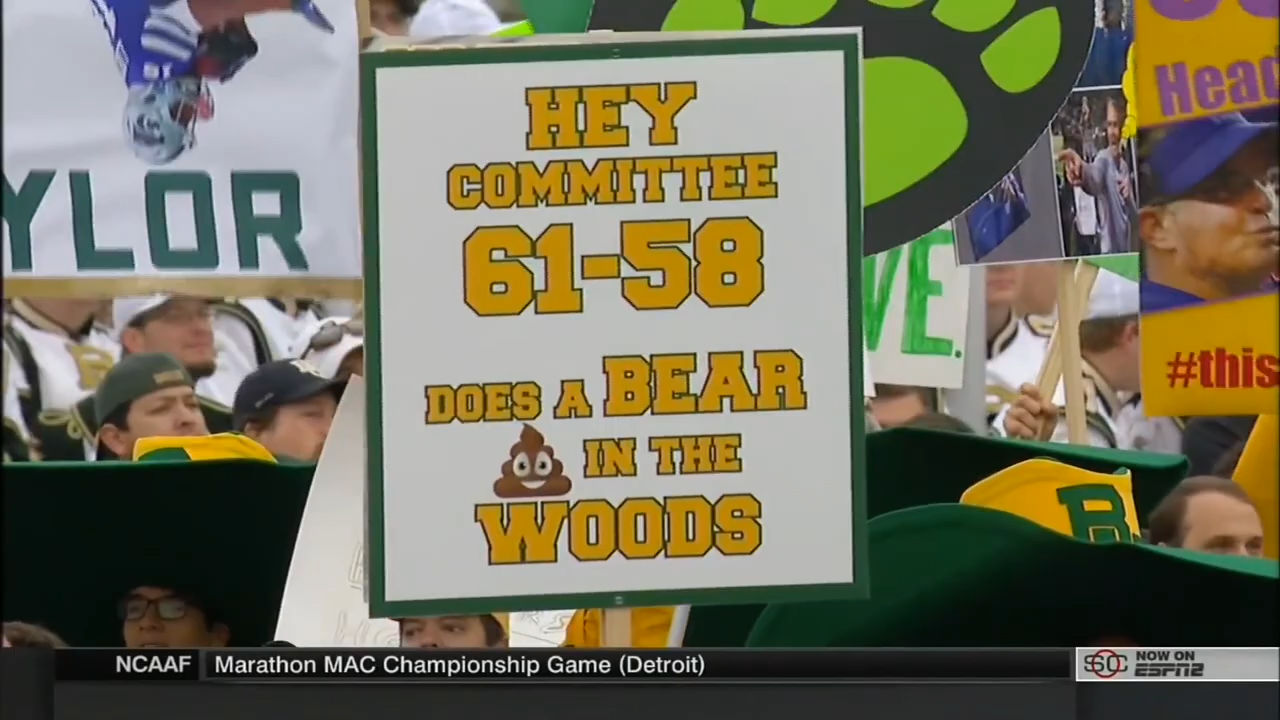 YLOR
HEY
COMMITTEE
61-58
DOES A BEAR
💩 IN THE
WOODS
VE.
Head
#this
B
NCAAF Marathon MAC Championship Game (Detroit)
NOW ON
ESPN2